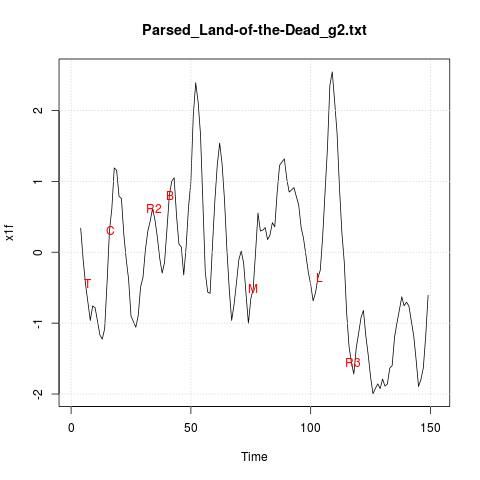 Parsed_Land-of-the-Dead_g2.txt
x1f
2
1
0
-1
-2
T
C
R2
B
M
L
R3
0
50
100
150
Time